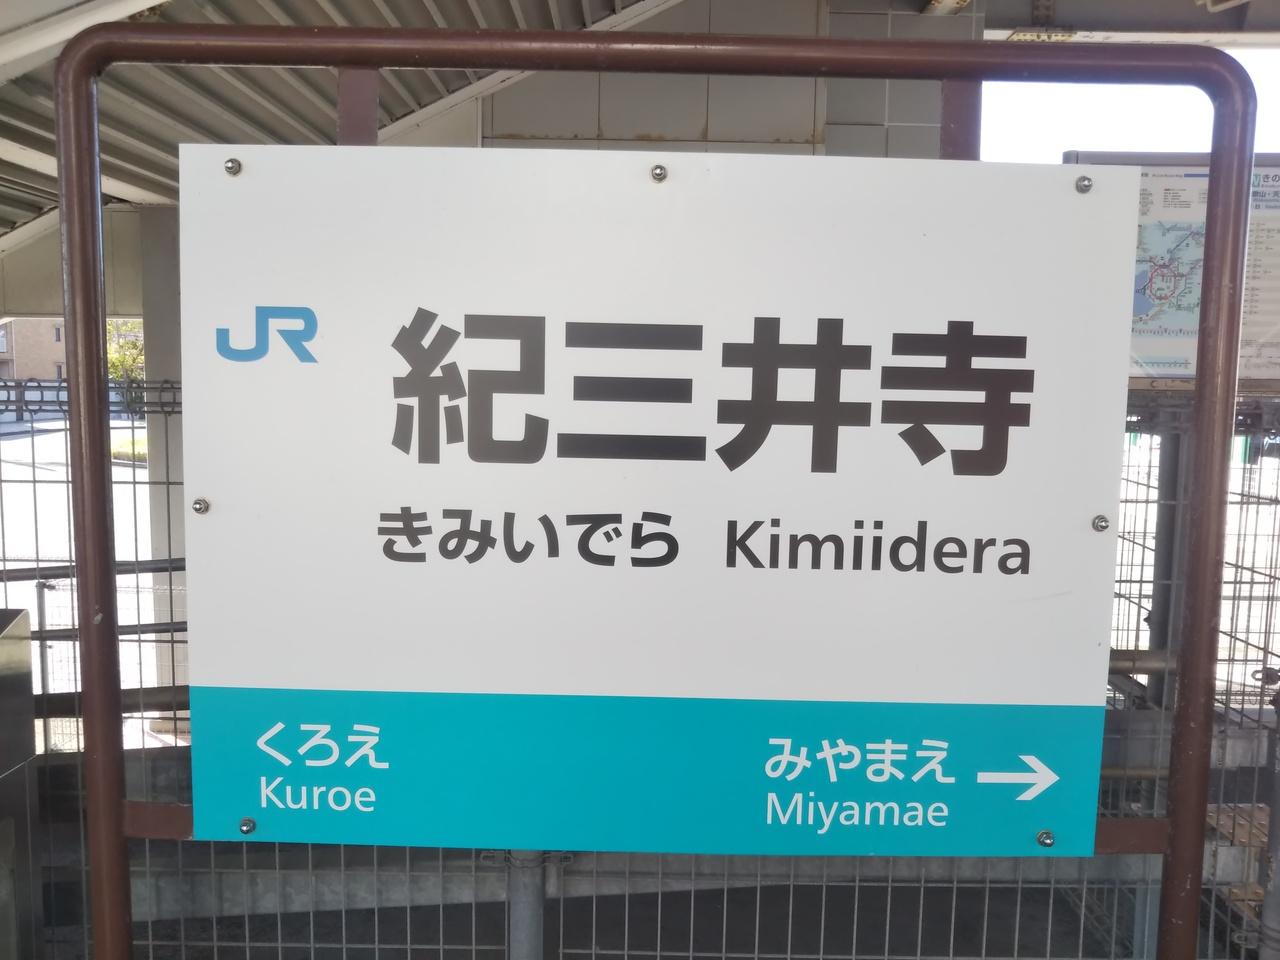 JR
紀三井寺
きみいでら Kimiidera
くろえ
Kuroe
みやまえ →
Miyamae